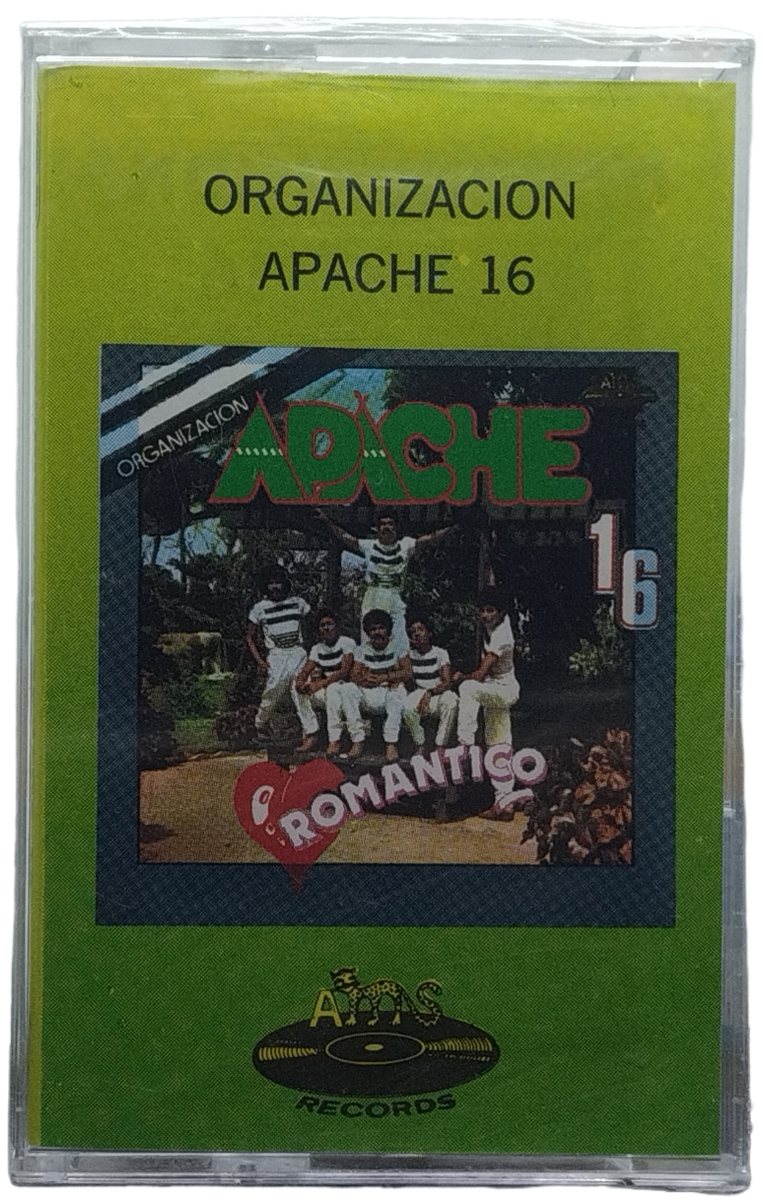 ORGANIZACION
APACHE 16
ORGANIZACION
APACHE
16
ROMANTICO
AMS
RECORDS